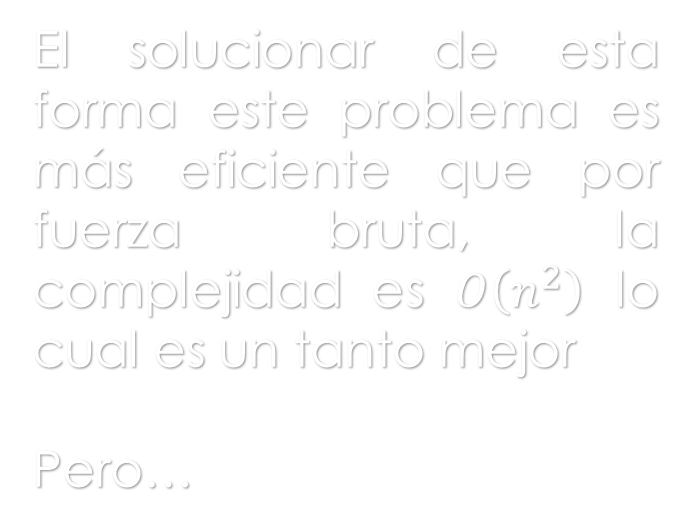 El solucionar de esta
forma este problema es
más eficiente que por
fuerza bruta, la
complejidad es O(n²) lo
cual es un tanto mejor
Pero…